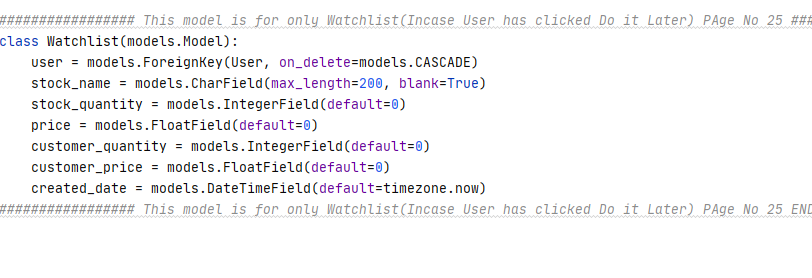 ################# This model is for only Watchlist(Incase User has clicked Do it Later) PAge No 25 ###
class Watchlist(models.Model):
    user = models.ForeignKey(User, on_delete=models.CASCADE)
    stock_name = models.CharField(max_length=200, blank=True)
    stock_quantity = models.IntegerField(default=0)
    price = models.FloatField(default=0)
    customer_quantity = models.IntegerField(default=0)
    customer_price = models.FloatField(default=0)
    created_date = models.DateTimeField(default=timezone.now)
################# This model is for only Watchlist(Incase User has clicked Do it Later) PAge No 25 END